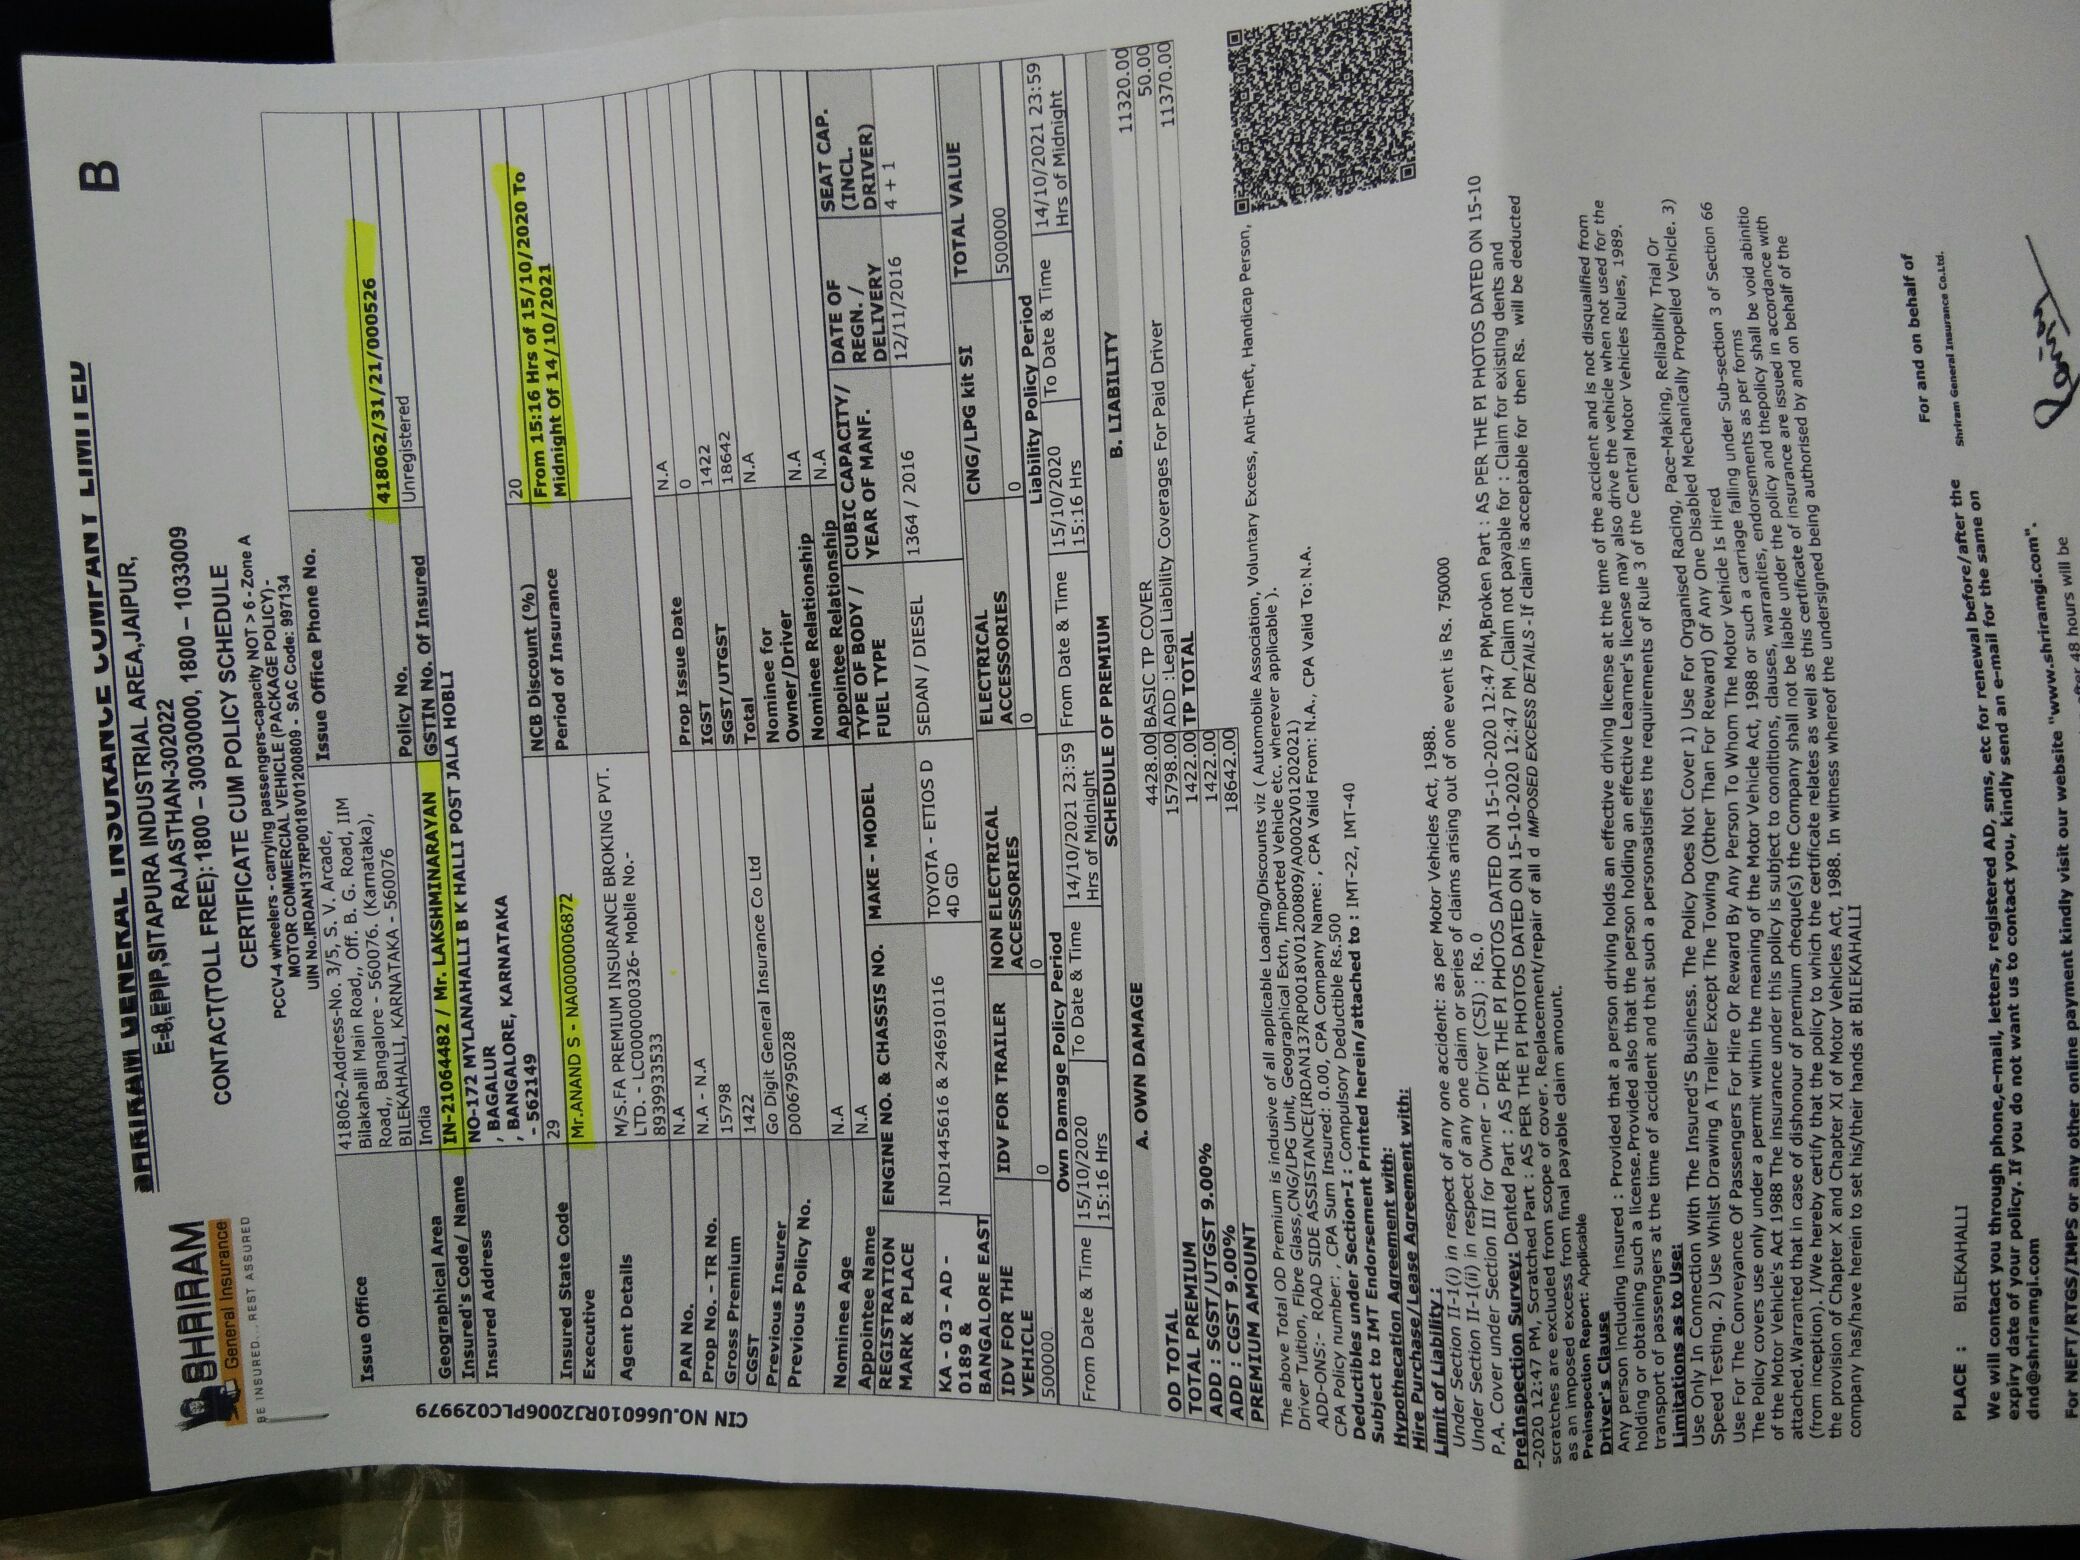 B
SHRIRAM
General Insurance
BE INSURED...REST ASSURED
SHRIRAM GENERAL INSURANCE COMPANY LIMITED
E-8,EPIP,SITAPURA INDUSTRIAL AREA,JAIPUR,
RAJASTHAN-302022
CONTACT(TOLL FREE):1800 – 30030000, 1800 – 1033009
CERTIFICATE CUM POLICY SCHEDULE
PCCV-4 wheelers - carrying passengers-capacity NOT > 6 -Zone A
MOTOR COMMERCIAL VEHICLE (PACKAGE POLICY)-
UIN No.IRDAN137RP0018V01200809 - SAC Code: 997134
CIN NO.U66010RJ2006PLC029979
Issue Office
418062-Address-No. 3/5, S. V. Arcade,
Bilakahalli Main Road,, Off. B. G. Road, IIM
Road,, Bangalore - 560076. (Karnataka),
BILEKAHALLI, KARNATAKA - 560076
Issue Office Phone No.
Policy No. 418062/31/21/000526
Geographical Area India
GSTIN No. Of Insured Unregistered
Insured's Code/ Name IN-21064482 / Mr. LAKSHMINARAYAN
Insured Address NO-172 MYLANAHALLI B K HALLI POST JALA HOBLI
, BAGALUR
, BANGALORE, KARNATAKA
- 562149
NCB Discount (%) 20
Insured State Code 29
Period of Insurance From 15:16 Hrs of 15/10/2020 To
Midnight Of 14/10/2021
Executive Mr.ANAND S - NA0000006872
Agent Details M/S.FA PREMIUM INSURANCE BROKING PVT.
LTD. - LC0000000326- Mobile No.-
8939933533
PAN No. N.A N.A
Prop No. - TR No. N.A - N.A Prop Issue Date 0
Gross Premium 15798 IGST 1422
CGST 1422 SGST/UTGST 18642
Previous Insurer Go Digit General Insurance Co Ltd Total N.A
Previous Policy No. D006795028 Nominee for
Owner/Driver N.A
Nominee Age N.A Nominee Relationship N.A
Appointee Name N.A Appointee Relationship
REGISTRATION
MARK & PLACE
ENGINE NO. & CHASSIS NO.
MAKE - MODEL
TYPE OF BODY /
FUEL TYPE
CUBIC CAPACITY/
YEAR OF MANF.
DATE OF
REGN. /
DELIVERY
SEAT CAP.
(INCL.
DRIVER)
KA - 03 - AD -
0189 &
BANGALORE EAST
1ND1445616 & 246910116
TOYOTA - ETIOS D
4D GD
SEDAN / DIESEL
1364 / 2016
12/11/2016
4 + 1
IDV FOR THE
VEHICLE
IDV FOR TRAILER
NON ELECTRICAL
ACCESSORIES
ELECTRICAL
ACCESSORIES
CNG/LPG kit SI
TOTAL VALUE
500000 0 0 0 0 500000
Own Damage Policy Period Liability Policy Period
From Date & Time 15/10/2020
15:16 Hrs
To Date & Time 14/10/2021 23:59
Hrs of Midnight
From Date & Time 15/10/2020
15:16 Hrs
To Date & Time 14/10/2021 23:59
Hrs of Midnight
SCHEDULE OF PREMIUM
A. OWN DAMAGE B. LIABILITY
OD TOTAL 4428.00 BASIC TP COVER 11320.00
TOTAL PREMIUM 15798.00 ADD :Legal Liability Coverages For Paid Driver 50.00
ADD : SGST/UTGST 9.00% 1422.00 TP TOTAL 11370.00
ADD : CGST 9.00% 1422.00
PREMIUM AMOUNT 18642.00
The above Total OD Premium is inclusive of all applicable Loading/Discounts viz ( Automobile Association, Voluntary Excess, Anti-Theft, Handicap Person,
Driver Tuition, Fibre Glass,CNG/LPG Unit, Geographical Extn, Imported Vehicle etc.. wherever applicable ).
ADD-ONS:- ROAD SIDE ASSISTANCE(IRDAN137RP0018V01200809/A0002V01202021)
CPA Policy number: , CPA Sum Insured: 0.00, CPA Company Name: , CPA Valid From: N.A., CPA Valid To: N.A.
Deductibles under Section-I : Compulsory Deductible Rs.500
Subject to IMT Endorsement Printed herein/attached to : IMT-22, IMT-40
Hypothecation Agreement with:
Hire Purchase/Lease Agreement with:
Limit of Liability :
Under Section II-1(i) in respect of any one accident: as per Motor Vehicles Act, 1988.
Under Section II-1(ii) in respect of any one claim or series of claims arising out of one event is Rs. 750000
P.A. Cover under Section III for Owner - Driver (CSI) : Rs.0
PreInspection Survey: Dented Part : AS PER THE PI PHOTOS DATED ON 15-10-2020 12:47 PM,Broken Part : AS PER THE PI PHOTOS DATED ON 15-10
-2020 12:47 PM, Scratched Part : AS PER THE PI PHOTOS DATED ON 15-10-2020 12:47 PM ,Claim not payable for : Claim for existing dents and
scratches are excluded from scope of cover. Replacement/repair of all d IMPOSED EXCESS DETAILS -If claim is acceptable for then Rs. will be deducted
as an imposed excess from final payable claim amount.
Preinspection Report: Applicable
Driver's Clause
Any person including insured : Provided that a person driving holds an effective driving license at the time of the accident and is not disqualified from
holding or obtaining such a license.Provided also that the person holding an effective Learner's license may also drive the vehicle when not used for the
transport of passengers at the time of accident and that such a personsatisfies the requirements of Rule 3 of the Central Motor Vehicles Rules, 1989.
Limitations as to Use:
Use Only In Connection With The Insured'S Business. The Policy Does Not Cover 1) Use For Organised Racing, Pace-Making, Reliability Trial Or
Speed Testing. 2) Use Whilst Drawing A Trailer Except The Towing (Other Than For Reward) Of Any One Disabled Mechanically Propelled Vehicle. 3)
Use For The Conveyance Of Passengers For Hire Or Reward By Any Person To Whom The Motor Vehicle Is Hired
The Policy covers use only under a permit within the meaning of the Motor Vehicle Act, 1988 or such a carriage falling under Sub-section 3 of Section 66
of the Motor Vehicle's Act 1988 The insurance under this policy is subject to conditions, clauses, warranties, endorsements as per forms
attached.Warranted that in case of dishonour of premium cheque(s) the Company shall not be liable under the policy and thepolicy shall be void abinitio
(from inception). I/We hereby certify that the policy to which the certificate relates as well as this certificate of insurance are issued in accordance with
the provision of Chapter X and Chapter XI of Motor Vehicles Act, 1988. In witness whereof the undersigned being authorised by and on behalf of the
company has/have herein to set his/their hands at BILEKAHALLI
For and on behalf of
Shriram General Insurance Co.Ltd.
PLACE : BILEKAHALLI
We will contact you through phone,e-mail, letters, registered AD, sms, etc for renewal before/after the
expiry date of your policy. If you do not want us to contact you, kindly send an e-mail for the same on
dnd@shriramgi.com
For NEFT/RTGS/IMPS or any other online payment kindly visit our website "www.shriramgi.com".
after 48 hours will be